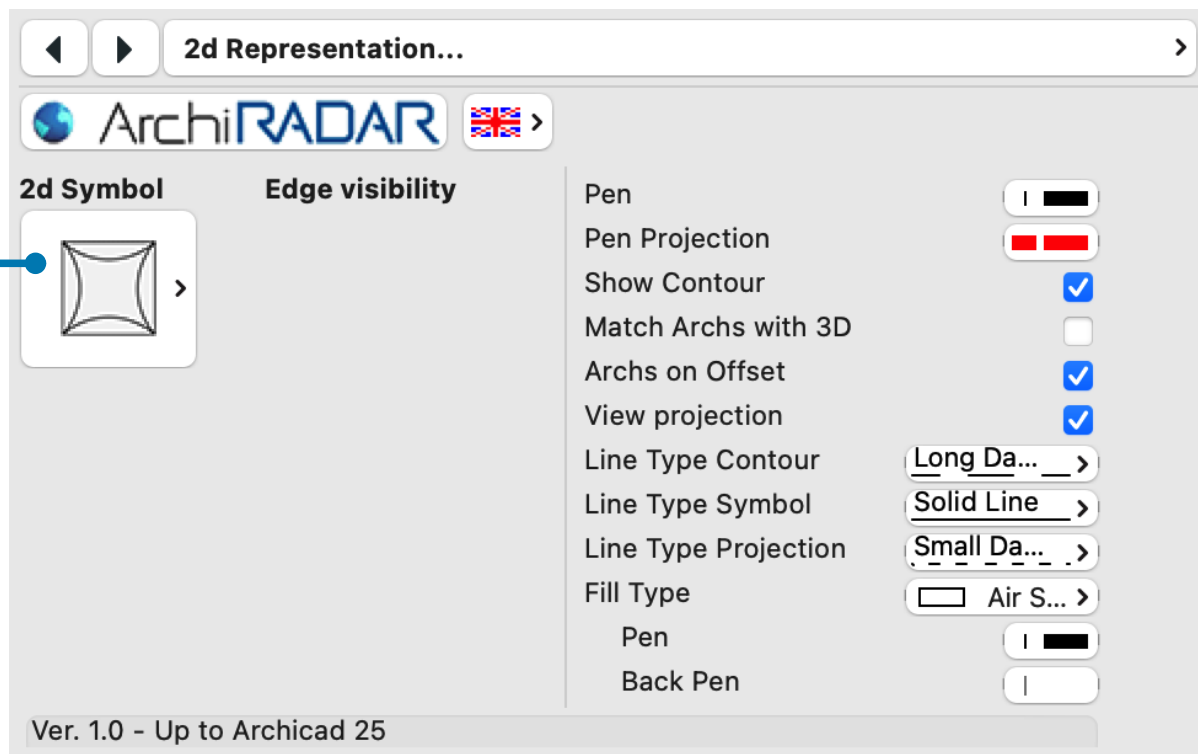 2d Representation...
ArchiRADAR
2d Symbol
Edge visibility
Pen
Pen Projection
Show Contour
Match Archs with 3D
Archs on Offset
View projection
Line Type Contour Long Da...
Line Type Symbol Solid Line
Line Type Projection Small Da...
Fill Type Air S...
Pen
Back Pen
Ver. 1.0 - Up to Archicad 25